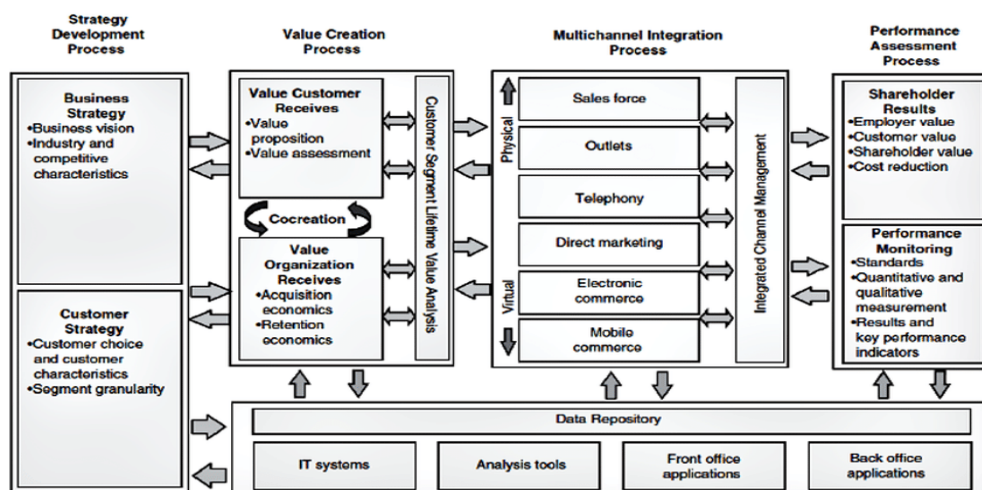 Strategy
Development
Process
Value Creation
Process
Multichannel Integration
Process
Performance
Assessment
Process
Business
Strategy
•Business vision
•Industry and
competitive
characteristics
Customer
Strategy
•Customer choice
and customer
characteristics
•Segment granularity
Value Customer
Receives
•Value
proposition
•Value assessment
Cocreation
Value
Organization
Receives
•Acquisition
economics
•Retention
economics
Customer Segment Lifetime Value Analysis
Physical
Virtual
Sales force
Outlets
Telephony
Direct marketing
Electronic
commerce
Mobile
commerce
Integrated Channel Management
Shareholder
Results
•Employer value
•Customer value
•Shareholder value
•Cost reduction
Performance
Monitoring
•Standards
•Quantitative and
qualitative
measurement
•Results and
key performance
indicators
Data Repository
IT systems
Analysis tools
Front office
applications
Back office
applications